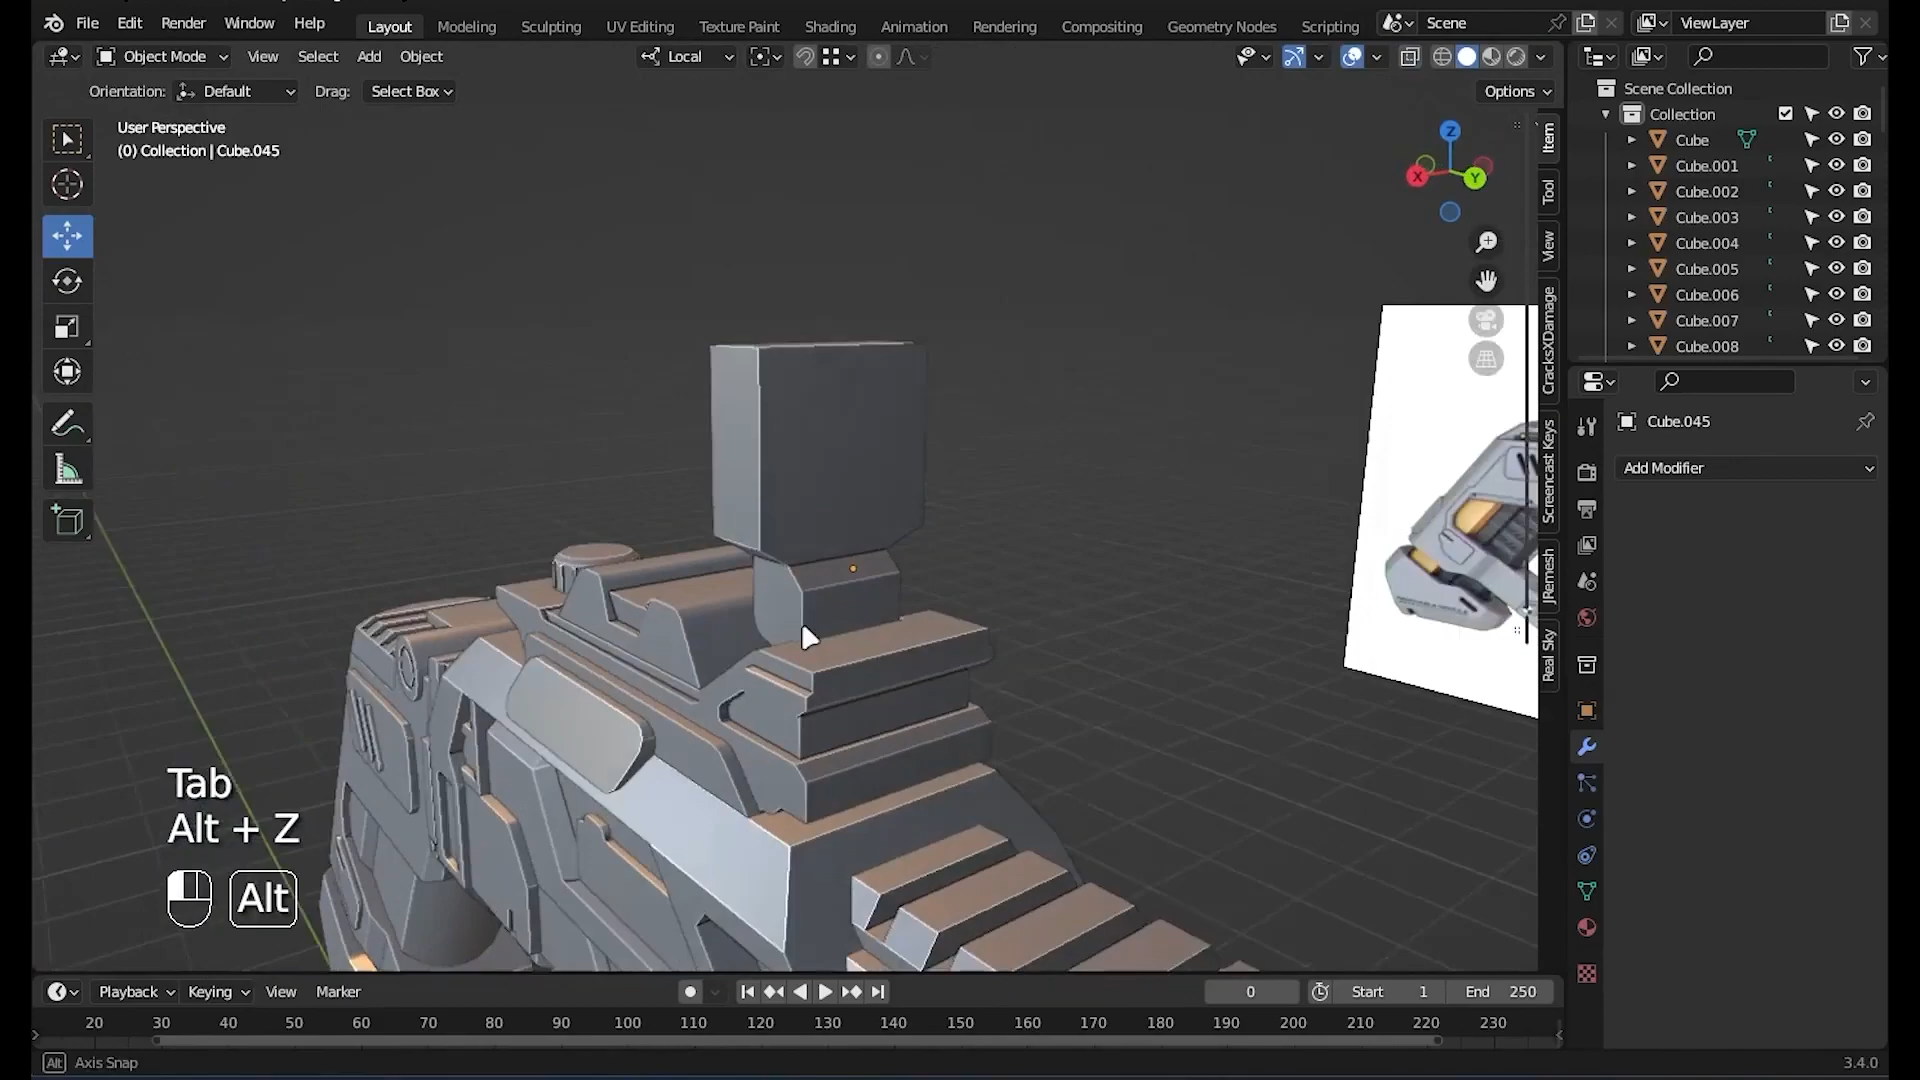 File Edit Render Window Help Layout Modeling Sculpting UV Editing Texture Paint Shading Animation Rendering Compositing Geometry Nodes Scripting Scene ViewLayer
Object Mode View Select Add Object Local
Orientation: Default Drag: Select Box Options
User Perspective
(0) Collection | Cube.045
Z
X
Y
Item
Tool
View
CracksXDamage
Screencast Keys
JRemesh
Real Sky
Scene Collection
Collection
Cube
Cube.001
Cube.002
Cube.003
Cube.004
Cube.005
Cube.006
Cube.007
Cube.008
Cube.045
Add Modifier
Tab
Alt + Z
Alt
Playback Keying View Marker 0 Start 1 End 250
20 30 40 50 60 70 80 90 100 110 120 130 140 150 160 170 180 190 200 210 220 230
Alt Axis Snap 3.4.0